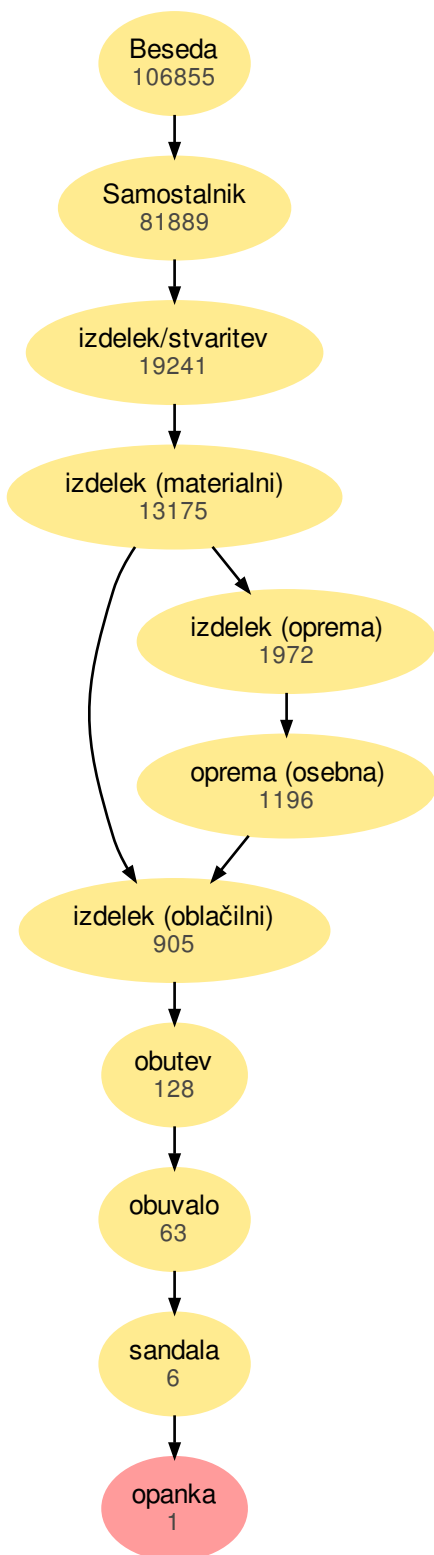 Beseda
106855
Samostalnik
81889
izdelek/stvaritev
19241
izdelek (materialni)
13175
izdelek (oprema)
1972
oprema (osebna)
1196
izdelek (oblačilni)
905
obutev
128
obuvalo
63
sandala
6
opanka
1